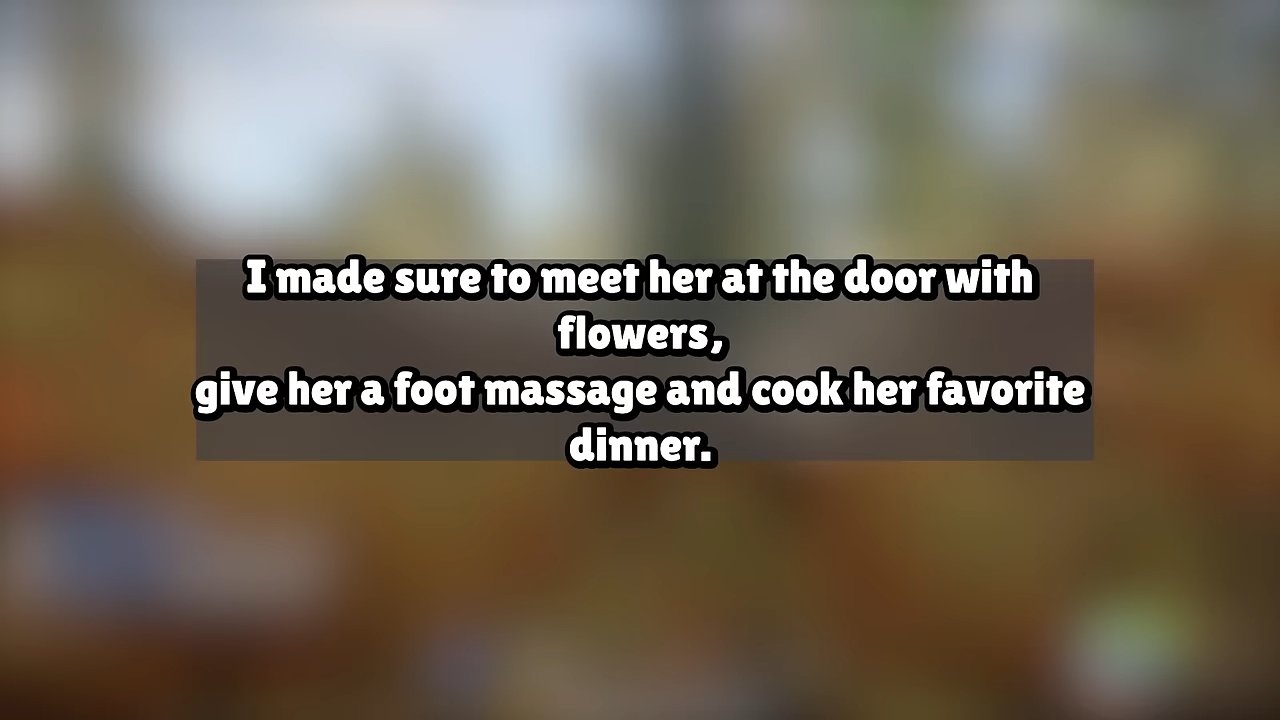 I made sure to meet her at the door with
flowers,
give her a foot massage and cook her favorite
dinner.